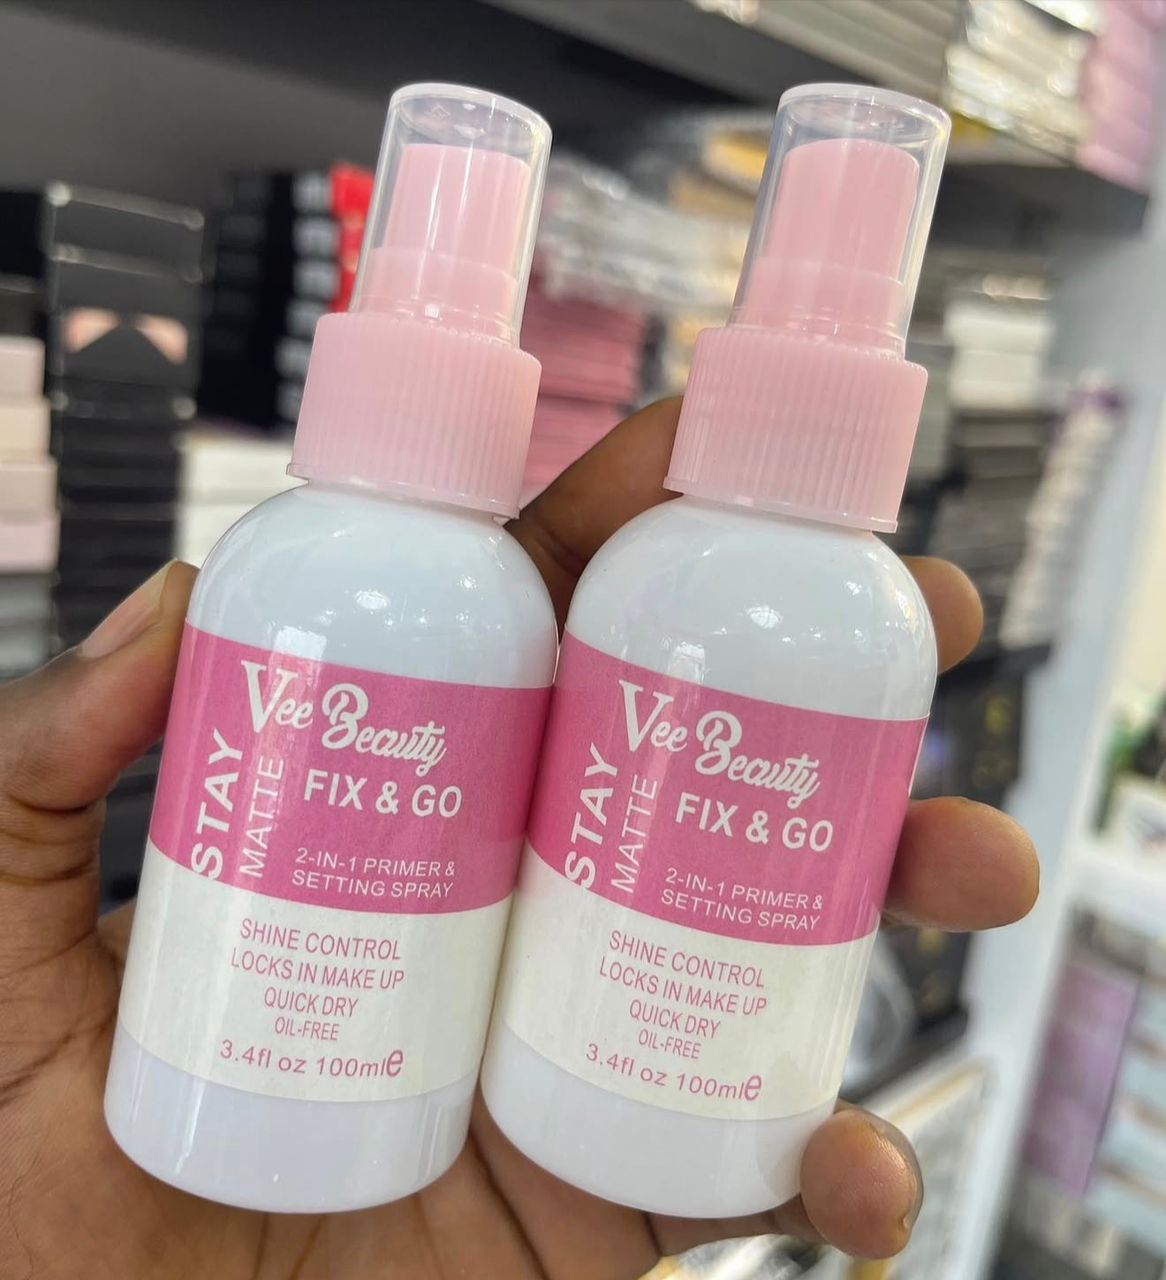 Vee Beauty
STAY
MATTE
FIX & GO
2-IN-1 PRIMER &
SETTING SPRAY
SHINE CONTROL
LOCKS IN MAKE UP
QUICK DRY
OIL-FREE
3.4fl oz 100ml℮
Vee Beauty
STAY
MATTE
FIX & GO
2-IN-1 PRIMER &
SETTING SPRAY
SHINE CONTROL
LOCKS IN MAKE UP
QUICK DRY
OIL-FREE
3.4fl oz 100ml℮